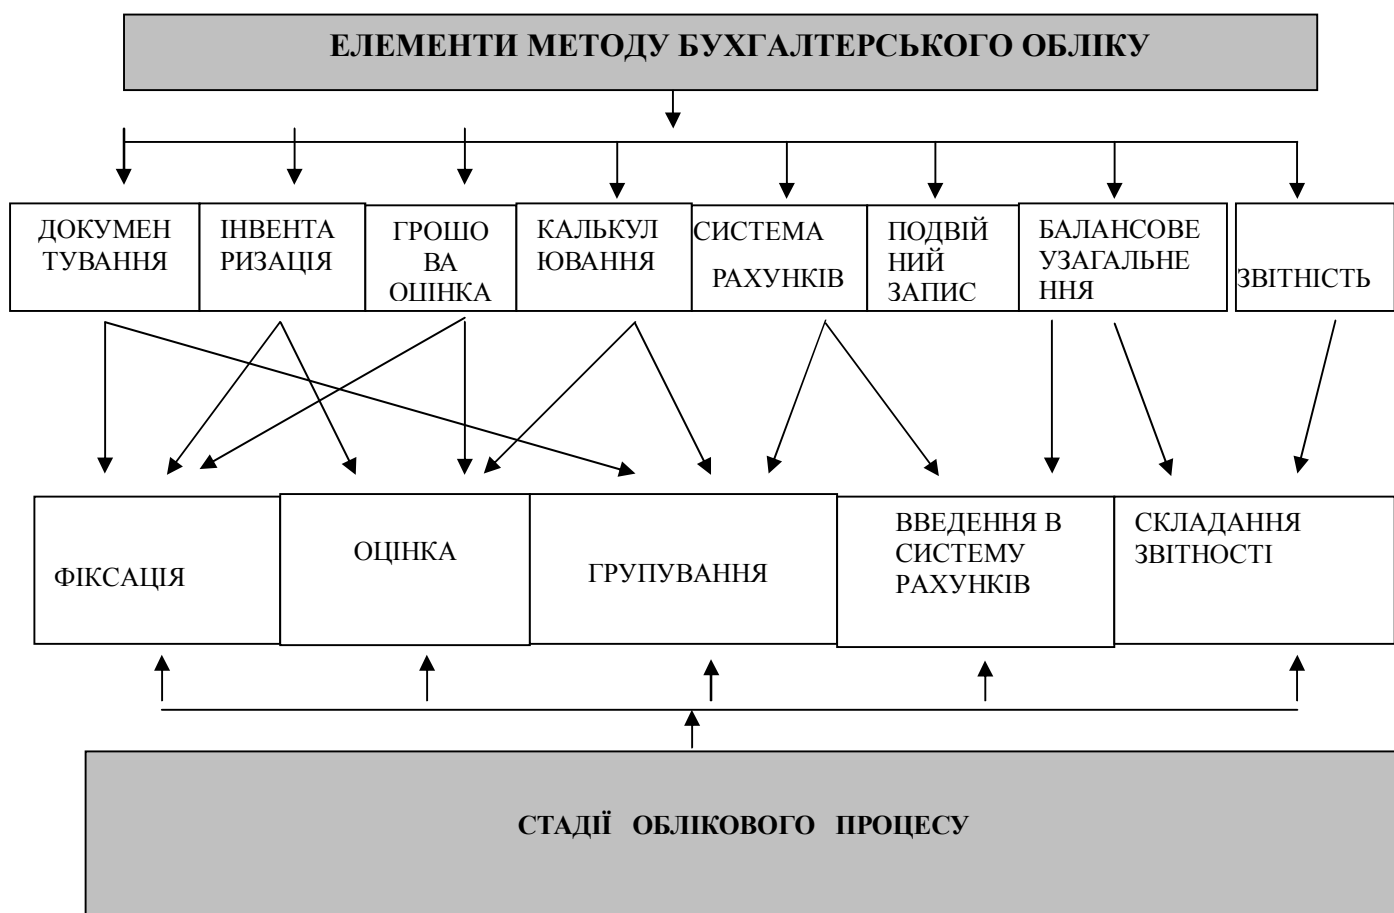 ЕЛЕМЕНТИ МЕТОДУ БУХГАЛТЕРСЬКОГО ОБЛІКУ
ДОКУМЕН
ТУВАННЯ
ІНВЕНТА
РИЗАЦІЯ
ГРОШО
ВА
ОШІНКА
КАЛЬКУЛ
ЮВАННЯ
СИСТЕМА
РАХУНКІВ
ПОДВІЙ
НИЙ
ЗАПИС
БАЛАНСОВЕ
УЗАГАЛЬНЕ
ННЯ
ЗВІТНІСТЬ
ФІКСАЦІЯ
ОЦІНКА
ГРУПУВАННЯ
ВВЕДЕННЯ В
СИСТЕМУ
РАХУНКІВ
СКЛАДАННЯ
ЗВІТНОСТІ
СТАДІЇ ОБЛІКОВОГО ПРОЦЕСУ